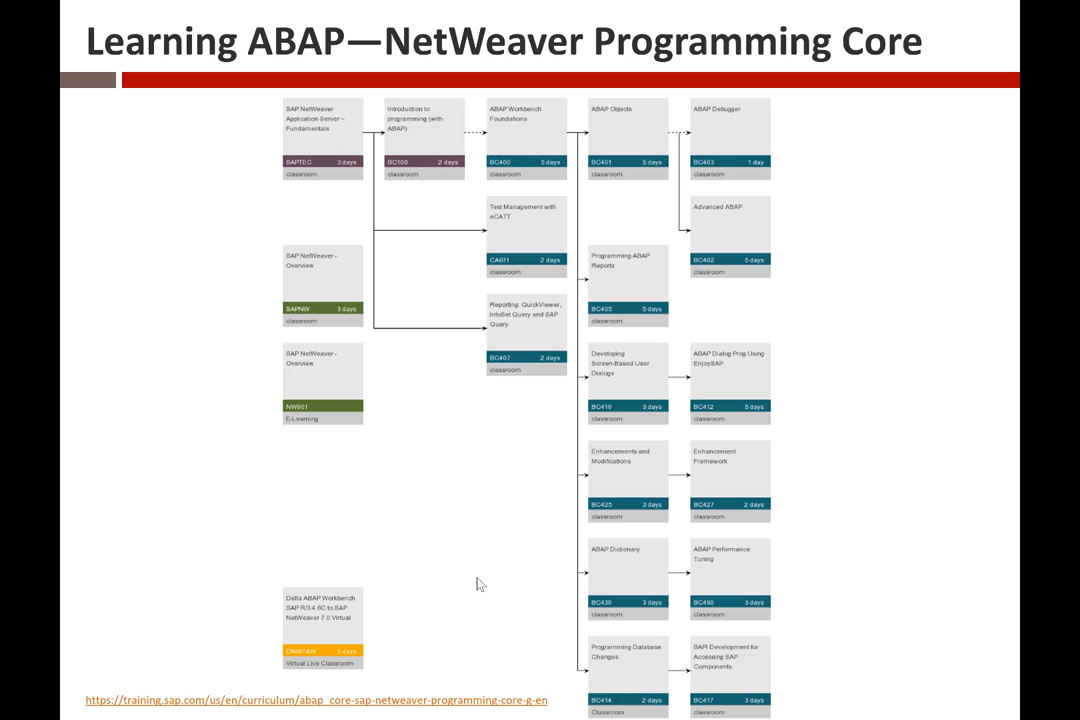 Learning ABAP—NetWeaver Programming Core
SAP NetWeaver
Application Server –
Fundamentals
SAPTEC 3 days
classroom
Introduction to
programming (with
ABAP)
BC100 2 days
classroom
ABAP Workbench
Foundations
BC400 5 days
classroom
ABAP Objects
BC401 5 days
classroom
ABAP Debugger
BC403 1 day
classroom
Test Management with
eCATT
CA611 2 days
classroom
Advanced ABAP
BC402 5 days
classroom
SAP NetWeaver -
Overview
SAPNW 3 days
classroom
Programming ABAP
Reports
BC405 5 days
classroom
Reporting: QuickViewer,
InfoSet Query and SAP
Query
BC407 2 days
classroom
SAP NetWeaver -
Overview
NW001
E-Learning
Developing
Screen-Based User
Dialogs
BC410 3 days
classroom
ABAP Dialog Prog Using
EnjoySAP
BC412 3 days
classroom
Enhancements and
Modifications
BC425 3 days
classroom
Enhancement
Framework
BC427 2 days
classroom
ABAP Dictionary
BC430 3 days
classroom
ABAP Performance
Tuning
BC490 3 days
classroom
Delta ABAP Workbench
SAP R/3 4.6C to SAP
NetWeaver 7.0 Virtual
DNW7AW 5 days
Virtual Live Classroom
Programming Database
Changes
BC414 2 days
Classroom
BAPI Development for
Accessing SAP
Components
BC417 3 days
classroom
https://training.sap.com/us/en/curriculum/abap_core-sap-netweaver-programming-core-g-en